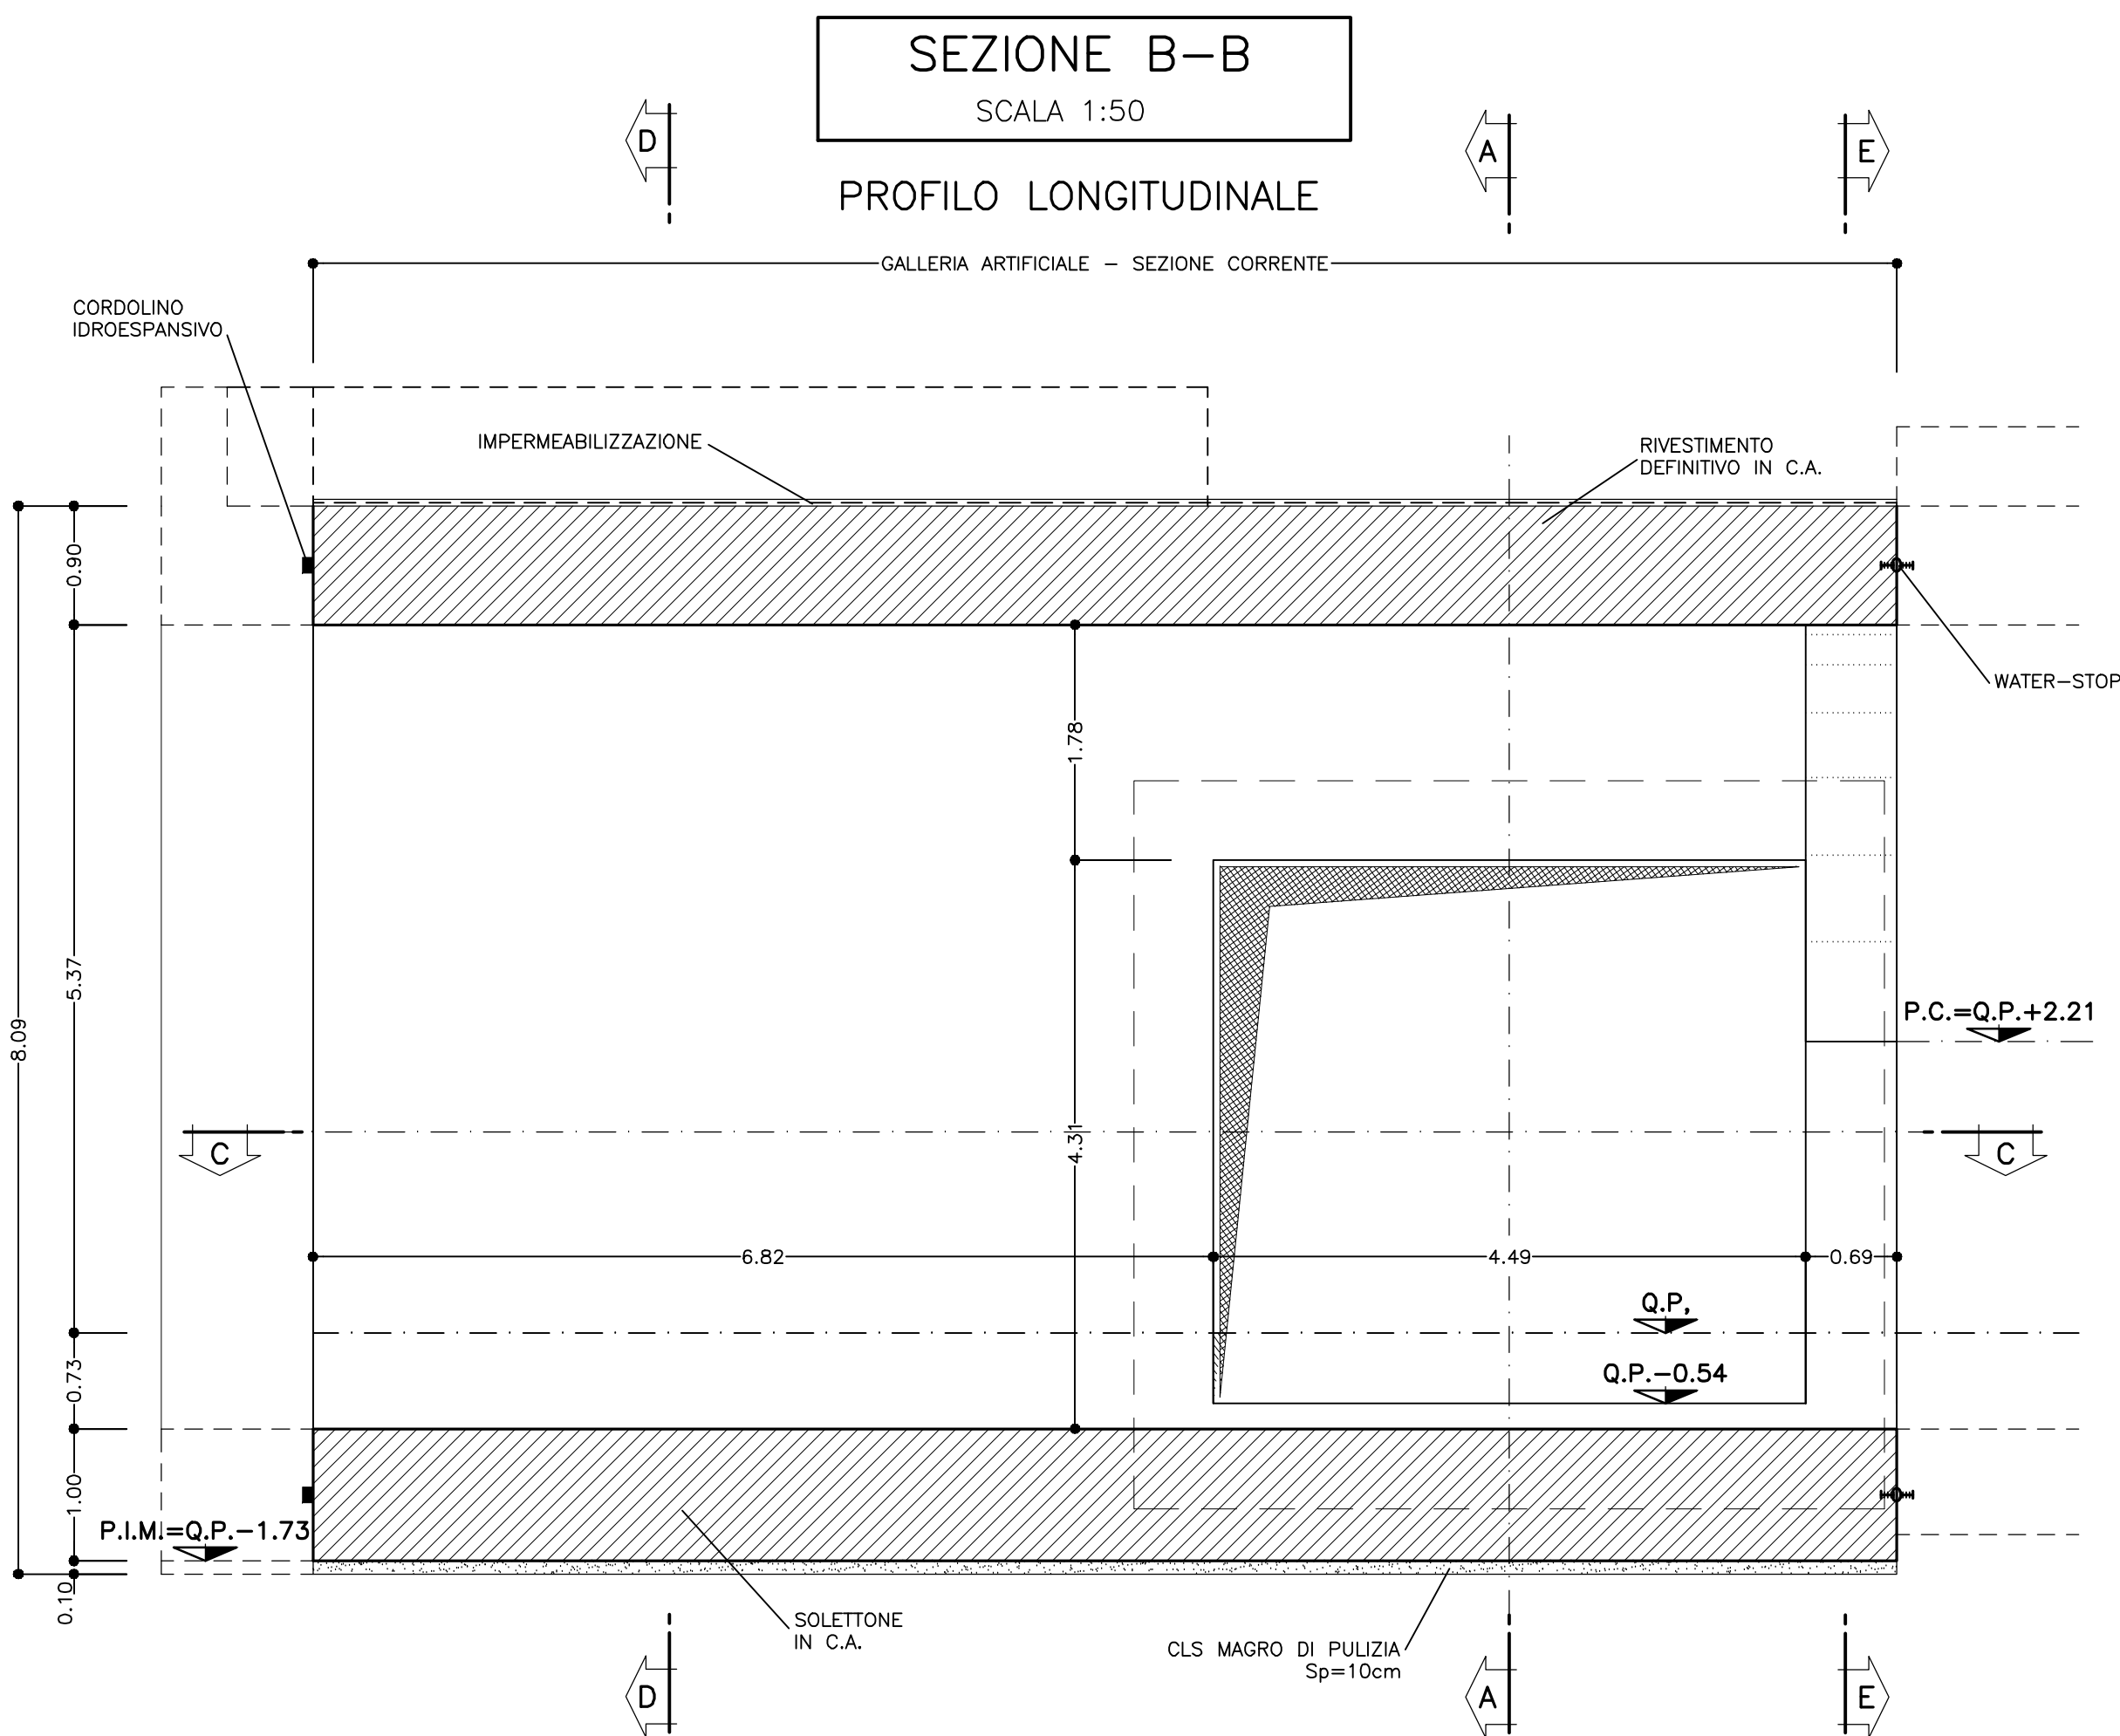 SEZIONE B–B
SCALA 1:50
D
A
E
PROFILO LONGITUDINALE
GALLERIA ARTIFICIALE – SEZIONE CORRENTE
CORDOLINO
IDROESPANSIVO
IMPERMEABILIZZAZIONE
RIVESTIMENTO
DEFINITIVO IN C.A.
0.90
WATER–STOP
1.78
5.37
8.09
P.C.=Q.P.+2.21
4.31
C
C
6.82
4.49
0.69
Q.P,
0.73
Q.P.–0.54
1.00
P.I.M.=Q.P.–1.73
0.10
SOLETTONE
IN C.A.
CLS MAGRO DI PULIZIA
Sp=10cm
D
A
E